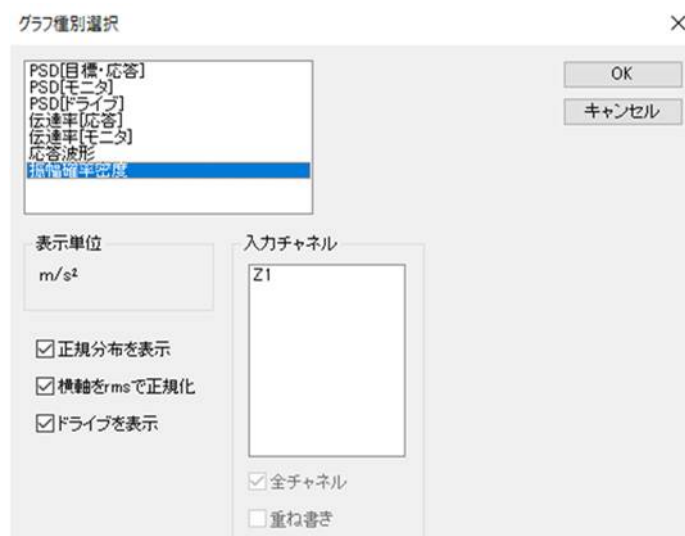 グラフ種別選択
PSD[目標・応答]
PSD[モニタ]
PSD[ドライブ]
伝達率[応答]
伝達率[モニタ]
応答波形
振幅確率密度
OK
キャンセル
表示単位
m/s²
正規分布を表示
横軸をrmsで正規化
ドライブを表示
入力チャネル
Z1
全チャネル
重ね書き